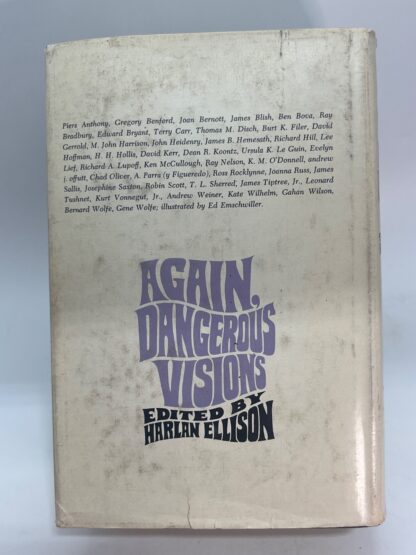 Piers Anthony, Gregory Benford, Joan Bernott, James Blish, Ben Bova, Ray
Bradbury, Edward Bryant, Terry Carr, Thomas M. Disch, Burt K. Filer, David
Gerrold, M. John Harrison, John Heidenry, James B. Hemesath, Richard Hill, Lee
Hoffman, H. H. Hollis, David Kerr, Dean R. Koontz, Ursula K. Le Guin, Evelyn
Lief, Richard A. Lupoff, Ken McCullough, Ray Nelson, K. M. O'Donnell, andrew
j. offutt, Chad Oliver, A. Parra (y Figueredo), Ross Rocklynne, Joanna Russ, James
Sallis, Josephine Saxton, Robin Scott, T. L. Sherred, James Tiptree, Jr., Leonard
Tushnet, Kurt Vonnegut, Jr., Andrew Weiner, Kate Wilhelm, Gahan Wilson,
Bernard Wolfe, Gene Wolfe; illustrated by Ed Emschwiller.
AGAIN,
DANGEROUS
VISIONS
EDITED BY
HARLAN ELLISON